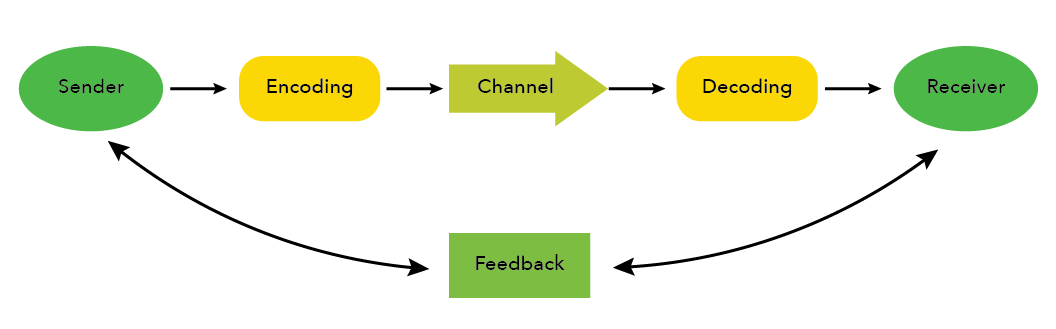 Sender
Encoding
Channel
Decoding
Receiver
Feedback